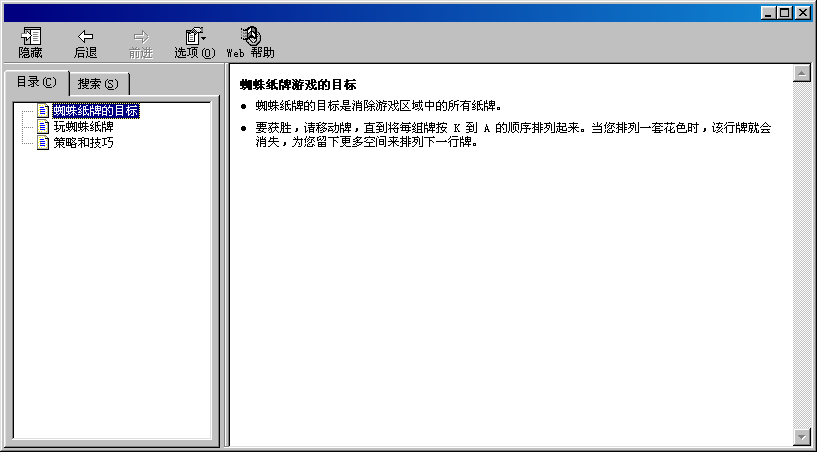 隐藏 后退 前进 选项(O) Web 帮助
目录(C) 搜索(S)
蜘蛛纸牌的目标
玩蜘蛛纸牌
策略和技巧
蜘蛛纸牌游戏的目标
● 蜘蛛纸牌的目标是消除游戏区域中的所有纸牌。
● 要获胜，请移动牌，直到将每组牌按 K 到 A 的顺序排列起来。当您排列一套花色时，该行牌就会
消失，为您留下更多空间来排列下一行牌。